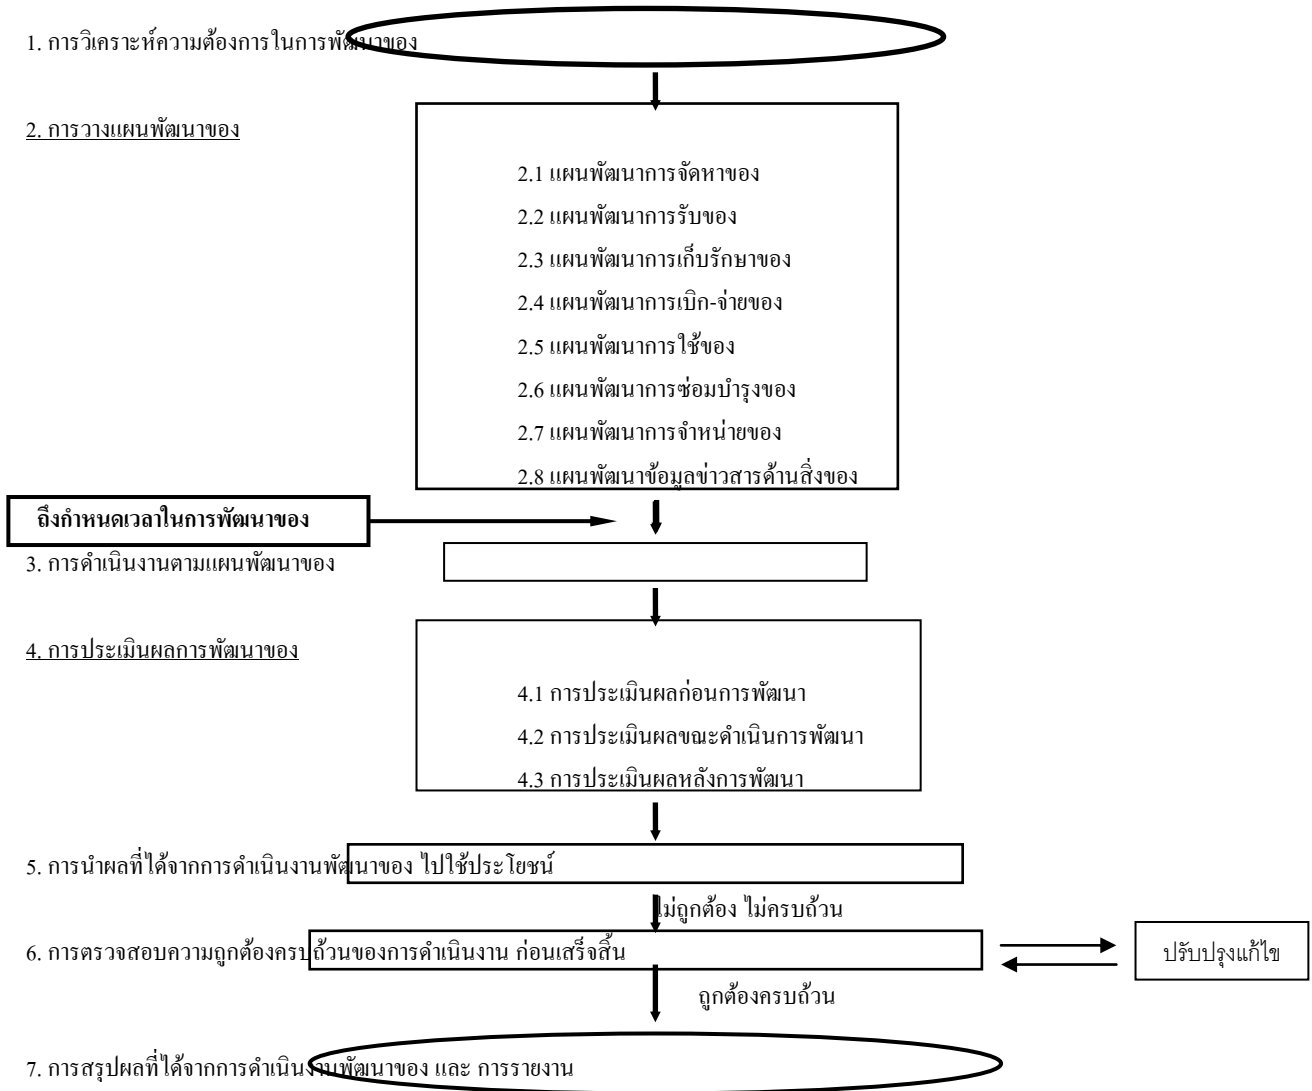 1. การวิเคราะห์ความต้องการในการพัฒนาของ
2. การวางแผนพัฒนาของ
2.1 แผนพัฒนาการจัดหาของ
2.2 แผนพัฒนาการรับของ
2.3 แผนพัฒนาการเก็บรักษาของ
2.4 แผนพัฒนาการเบิก-จ่ายของ
2.5 แผนพัฒนาการใช้ของ
2.6 แผนพัฒนาการซ่อมบำรุงของ
2.7 แผนพัฒนาการจำหน่ายของ
2.8 แผนพัฒนาข้อมูลข่าวสารด้านสิ่งของ
ถึงกำหนดเวลาในการพัฒนาของ
3. การดำเนินงานตามแผนพัฒนาของ
4. การประเมินผลการพัฒนาของ
4.1 การประเมินผลก่อนการพัฒนา
4.2 การประเมินผลขณะดำเนินการพัฒนา
4.3 การประเมินผลหลังการพัฒนา
5. การนำผลที่ได้จากการดำเนินงานพัฒนาของ ไปใช้ประโยชน์
ไม่ถูกต้อง ไม่ครบถ้วน
6. การตรวจสอบความถูกต้องครบถ้วนของการดำเนินงาน ก่อนเสร็จสิ้น
ปรับปรุงแก้ไข
ถูกต้องครบถ้วน
7. การสรุปผลที่ได้จากการดำเนินงานพัฒนาของ และ การรายงาน